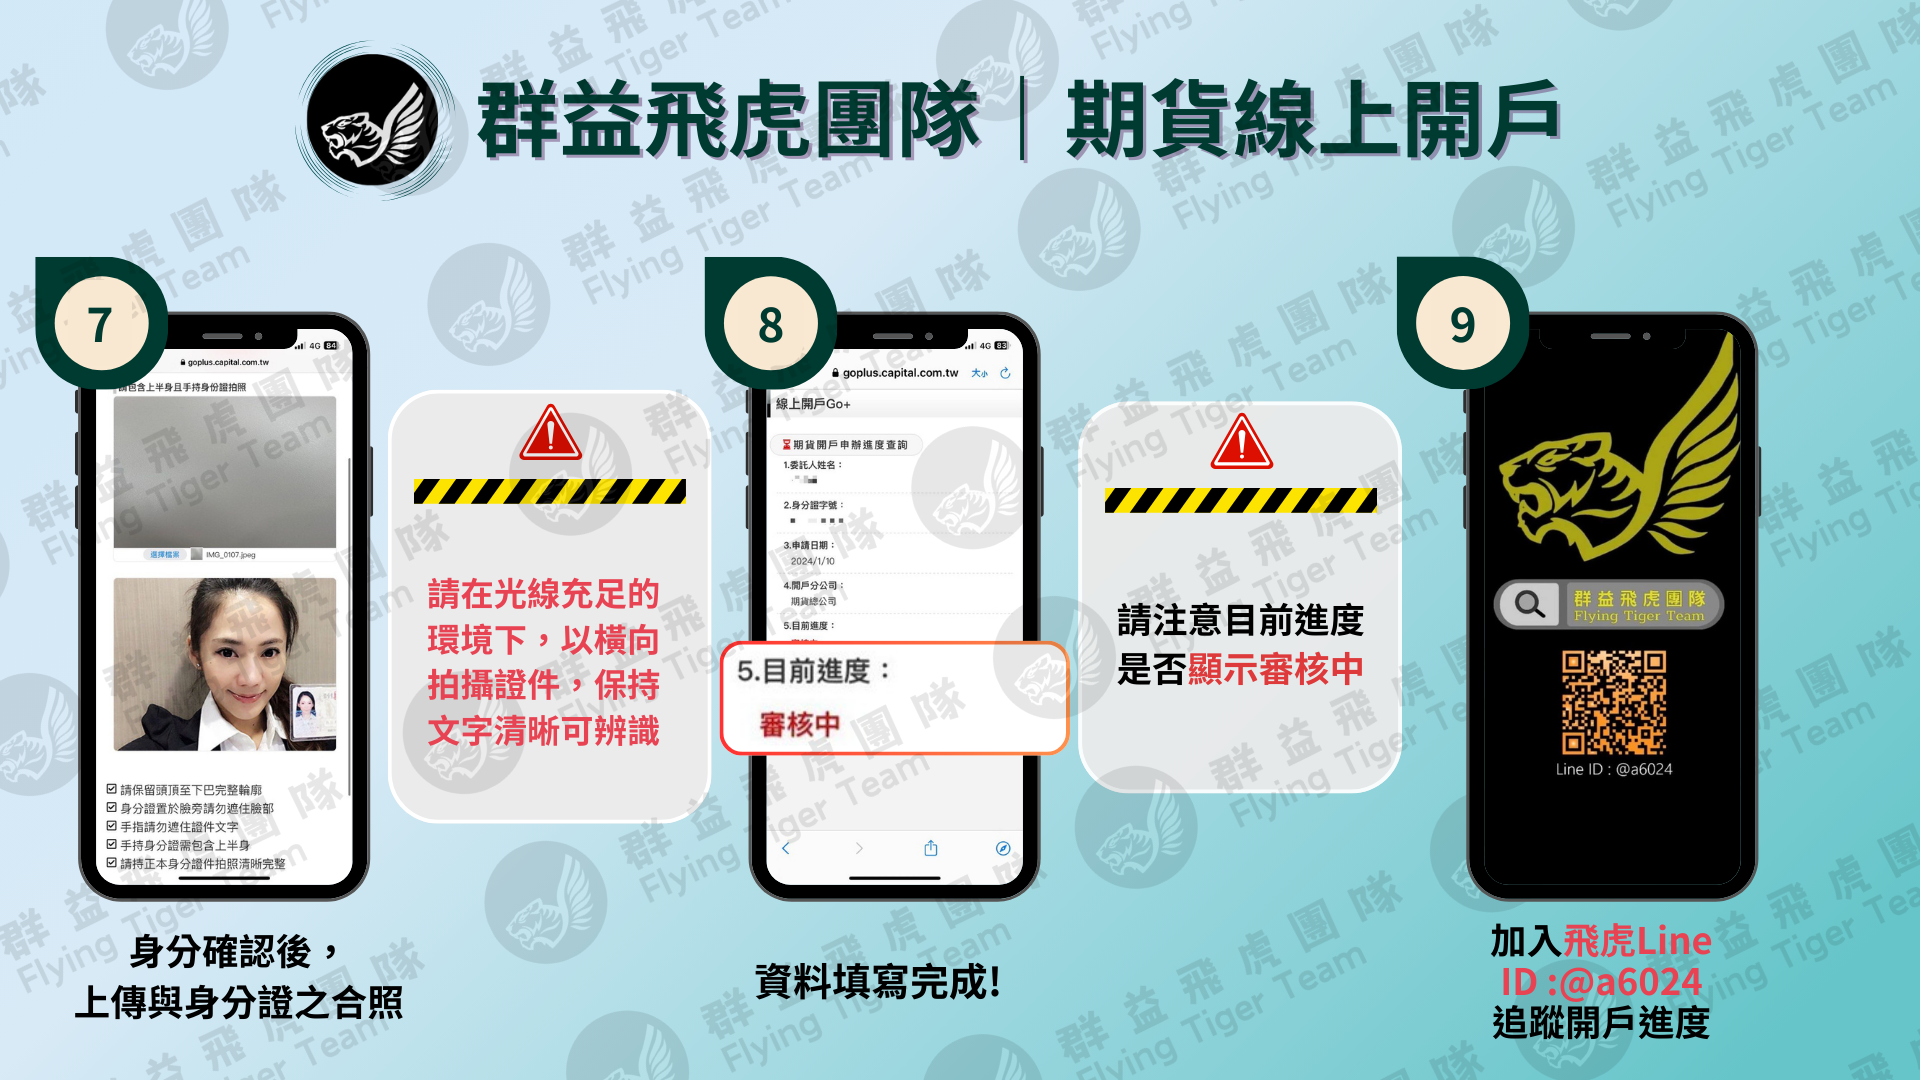 群益飛虎團隊｜期貨線上開戶
7
4G 84
goplus.capital.com.tw
請包含上半身且手持身份證拍照
選擇檔案 IMG_0107.jpeg
請保留頭頂至下巴完整輪廓
身分證置於臉旁請勿遮住臉部
手指請勿遮住證件文字
手持身分證需包含上半身
請持正本身分證件拍照清晰完整
身分確認後，
上傳與身分證之合照
請在光線充足的
環境下，以橫向
拍攝證件，保持
文字清晰可辨識
8
4G 83
goplus.capital.com.tw 大小
線上開戶Go+
期貨開戶申辦進度查詢
1.委託人姓名：
2.身分證字號：
3.申請日期：
2024/1/10
4.開戶分公司：
期貨總公司
5.目前進度：
5.目前進度：
審核中
資料填寫完成!
請注意目前進度
是否顯示審核中
9
群益飛虎團隊
Flying Tiger Team
Line ID : @a6024
加入飛虎Line
ID :@a6024
追蹤開戶進度
群益飛虎團隊
Flying Tiger Team